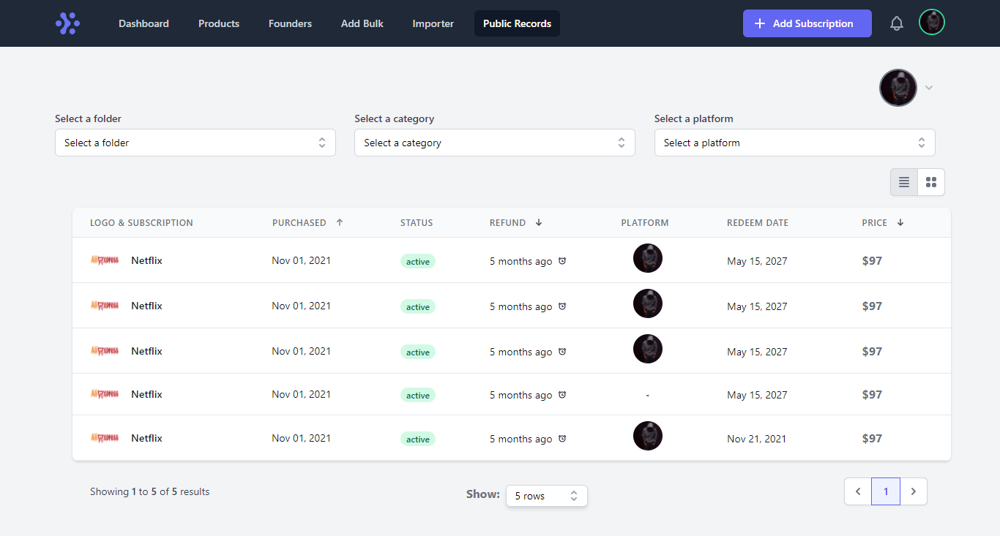 Dashboard Products Founders Add Bulk Importer Public Records Add Subscription
Select a folder Select a category Select a platform
Select a folder Select a category Select a platform
LOGO & SUBSCRIPTION PURCHASED STATUS REFUND PLATFORM REDEEM DATE PRICE
AliExpress Netflix Nov 01, 2021 active 5 months ago May 15, 2027 $97
AliExpress Netflix Nov 01, 2021 active 5 months ago May 15, 2027 $97
AliExpress Netflix Nov 01, 2021 active 5 months ago May 15, 2027 $97
AliExpress Netflix Nov 01, 2021 active 5 months ago - May 15, 2027 $97
AliExpress Netflix Nov 01, 2021 active 5 months ago Nov 21, 2021 $97
Showing 1 to 5 of 5 results Show: 5 rows 1